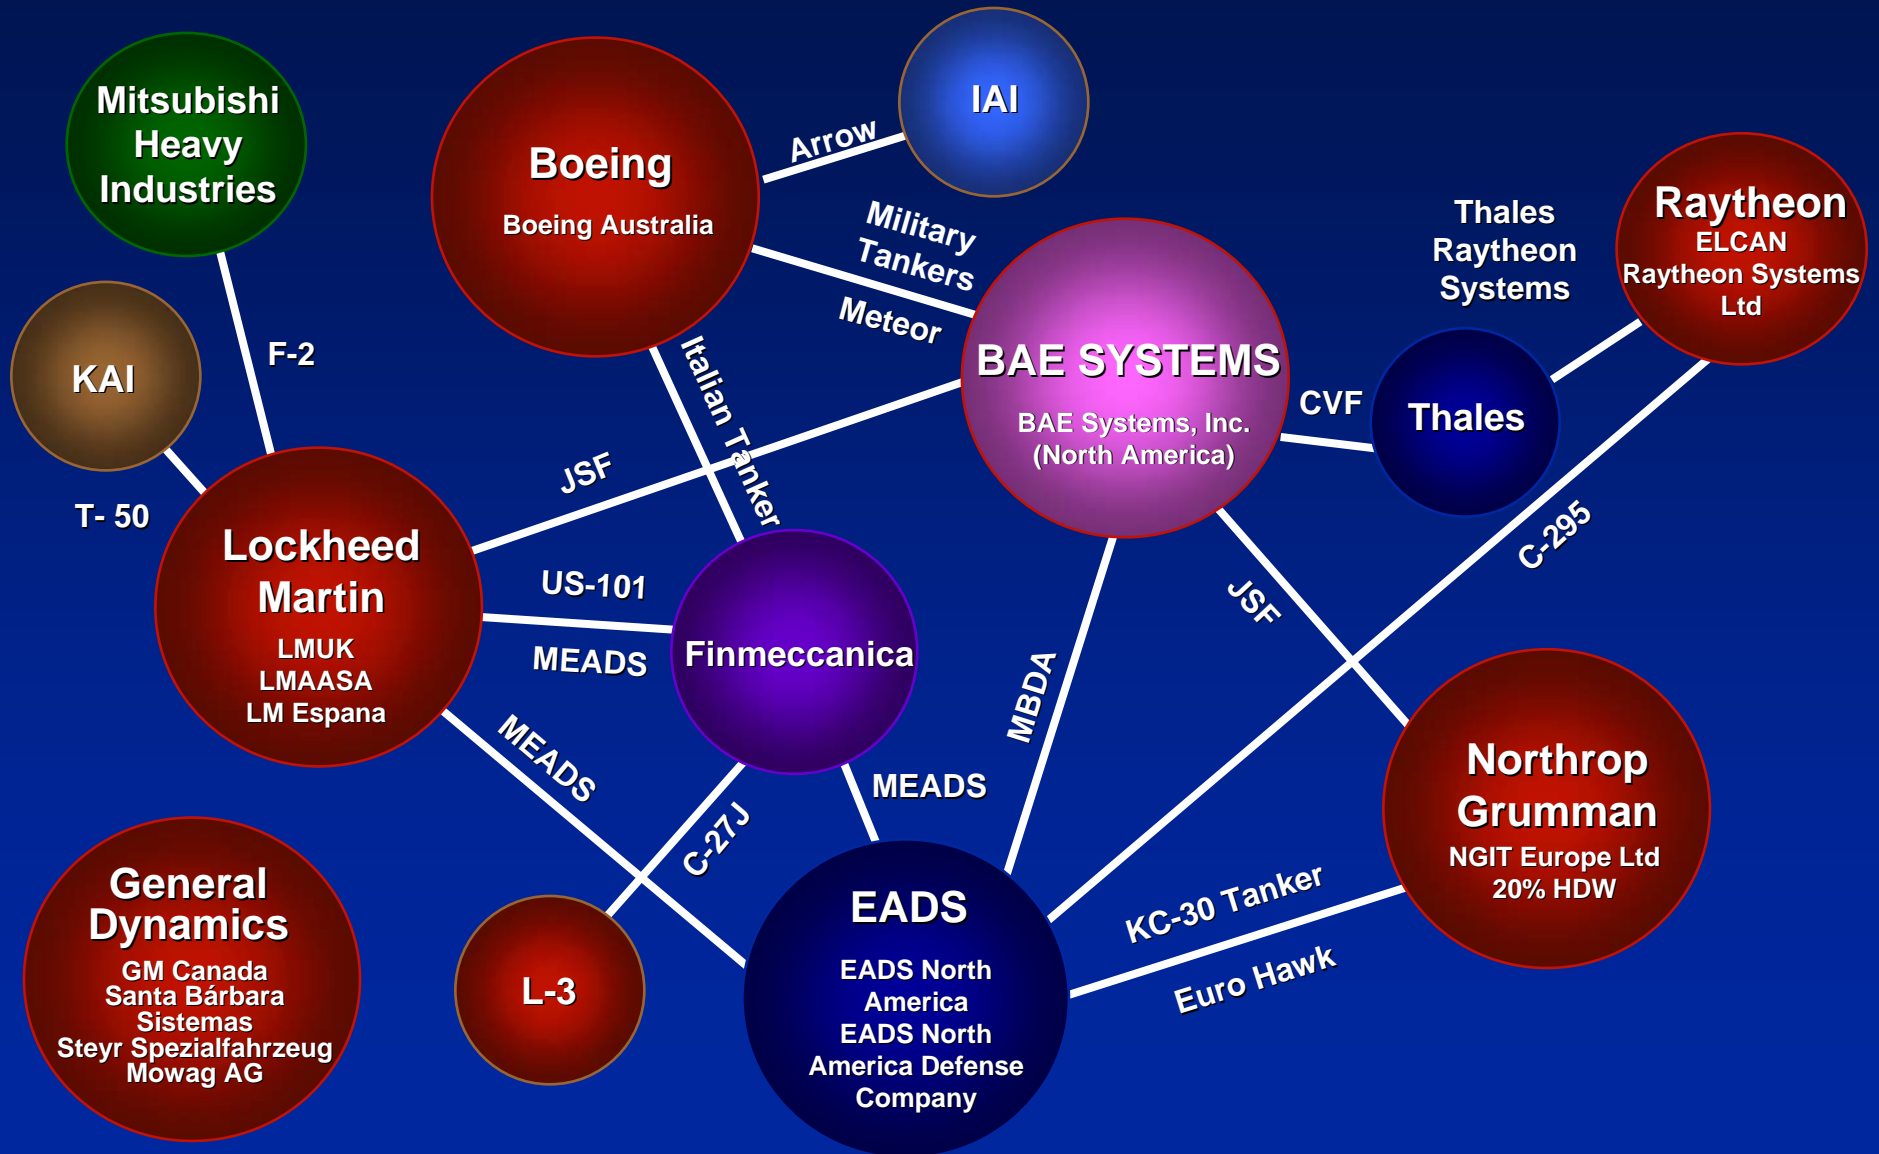 Mitsubishi
Heavy
Industries
Boeing
Boeing Australia
Arrow
IAI
Military
Tankers
Meteor
Thales
Raytheon
Systems
Raytheon
ELCAN
Raytheon Systems
Ltd
KAI
F-2
T- 50
Italian Tanker
BAE SYSTEMS
BAE Systems, Inc.
(North America)
CVF
Thales
JSF
C-295
Lockheed
Martin
LMUK
LMAASA
LM Espana
US-101
MEADS
Finmeccanica
MBDA
JSF
MEADS
MEADS
C-27J
Northrop
Grumman
NGIT Europe Ltd
20% HDW
General
Dynamics
GM Canada
Santa Bárbara
Sistemas
Steyr Spezialfahrzeug
Mowag AG
L-3
EADS
EADS North
America
EADS North
America Defense
Company
KC-30 Tanker
Euro Hawk